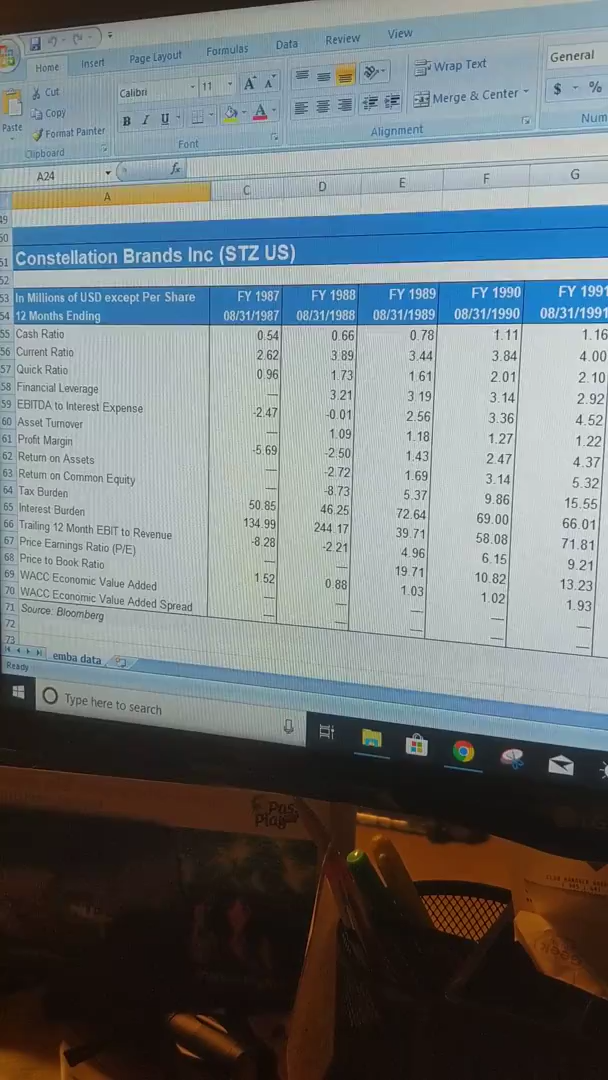 Home Insert Page Layout Formulas Data Review View
Cut
Copy
Format Painter
Paste
Clipboard
Calibri 11 A A
B I U A
Font
Wrap Text
Merge & Center
Alignment
General
$ %
Num
A24 fx
A C D E F G
49
50
51 Constellation Brands Inc (STZ US)
52
53 In Millions of USD except Per Share FY 1987 FY 1988 FY 1989 FY 1990 FY 1991
54 12 Months Ending 08/31/1987 08/31/1988 08/31/1989 08/31/1990 08/31/1991
55 Cash Ratio 0.54 0.66 0.78 1.11 1.16
56 Current Ratio 2.62 3.89 3.44 3.84 4.00
57 Quick Ratio 0.96 1.73 1.61 2.01 2.10
58 Financial Leverage — 3.21 3.19 3.14 2.92
59 EBITDA to Interest Expense -2.47 -0.01 2.56 3.36 4.52
60 Asset Turnover — 1.09 1.18 1.27 1.22
61 Profit Margin -5.69 -2.50 1.43 2.47 4.37
62 Return on Assets — -2.72 1.69 3.14 5.32
63 Return on Common Equity — -8.73 5.37 9.86 15.55
64 Tax Burden 50.85 46.25 72.64 69.00 66.01
65 Interest Burden 134.99 244.17 39.71 58.08 71.81
66 Trailing 12 Month EBIT to Revenue -8.28 -2.21 4.96 6.15 9.21
67 Price Earnings Ratio (P/E) — — 19.71 10.82 13.23
68 Price to Book Ratio 1.52 0.88 1.03 1.02 1.93
69 WACC Economic Value Added — — — — —
70 WACC Economic Value Added Spread — — — — —
71 Source: Bloomberg
72
73
emba data
Ready
Type here to search
Play